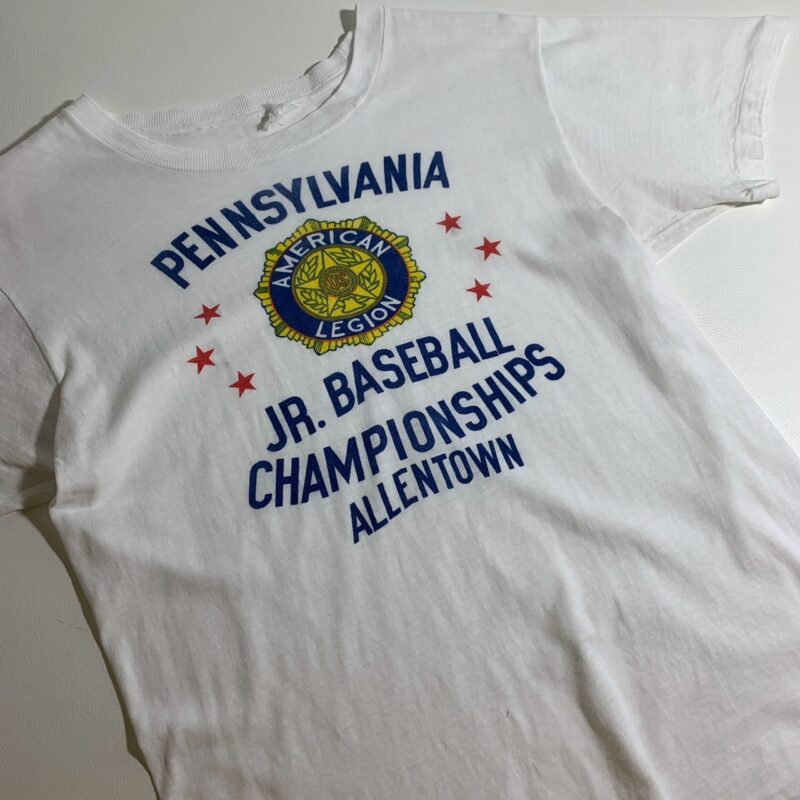 PENNSYLVANIA
AMERICAN
US
LEGION
JR. BASEBALL
CHAMPIONSHIPS
ALLENTOWN